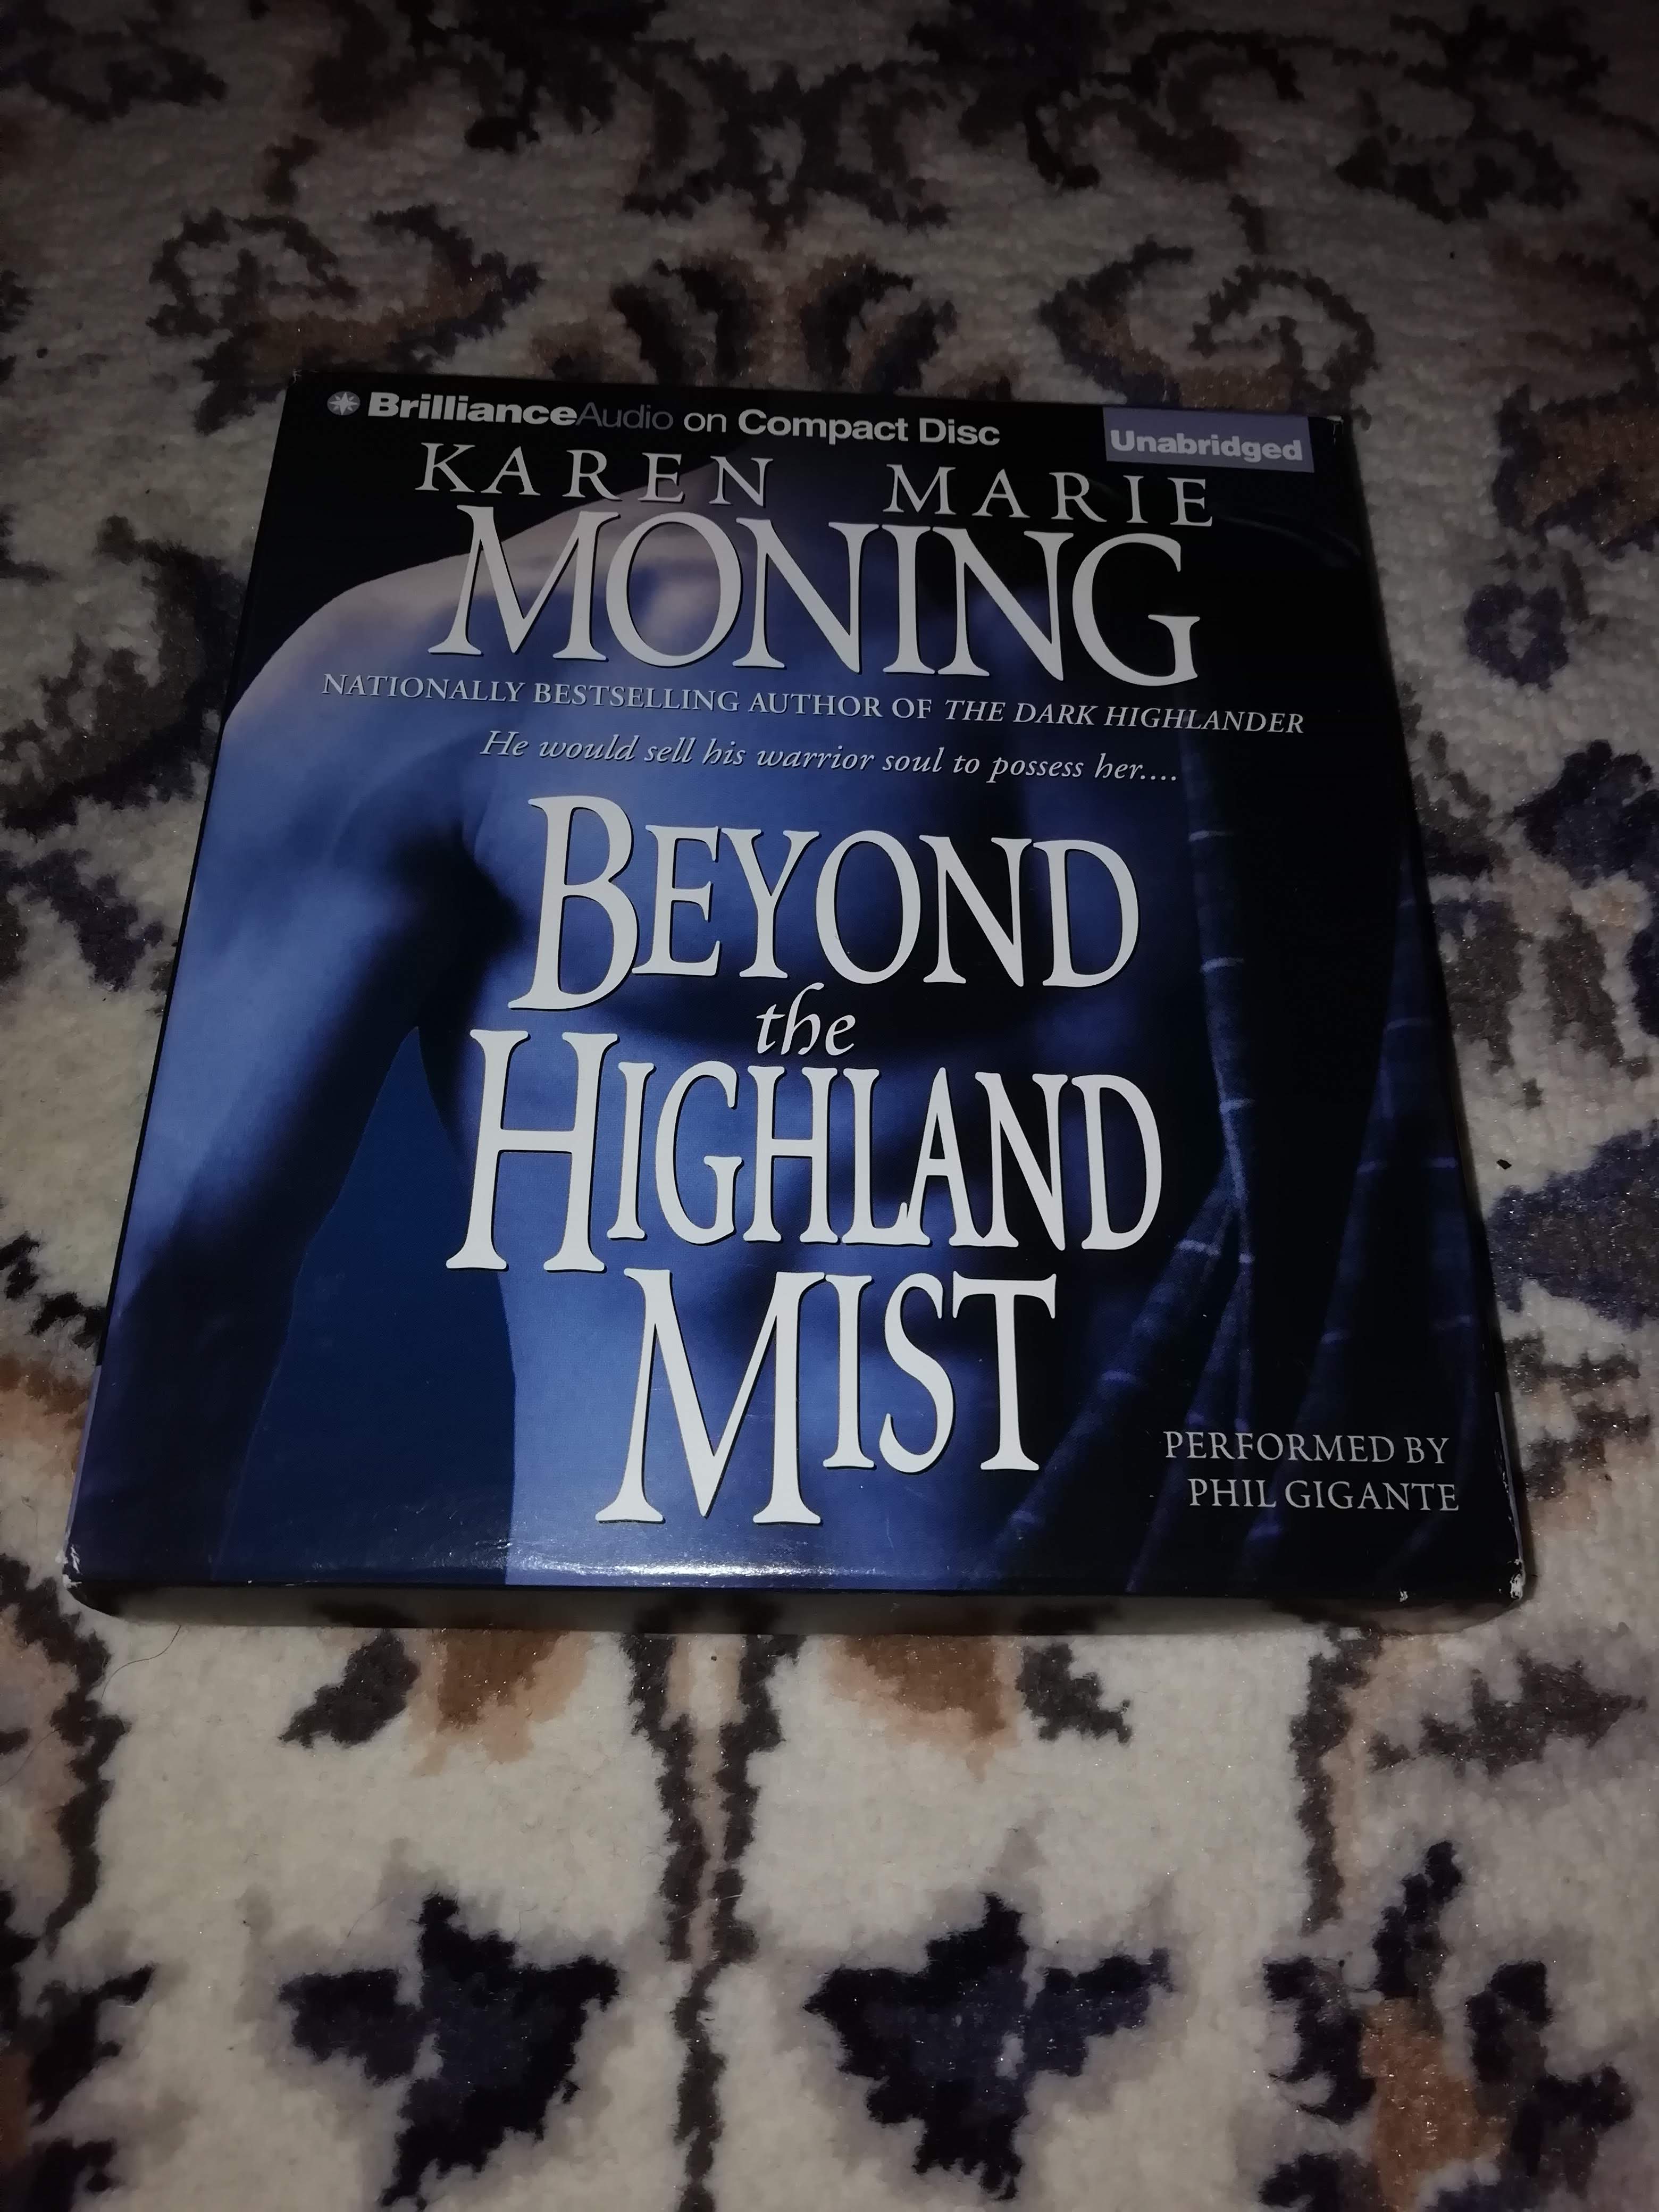 BrillianceAudio on Compact Disc
Unabridged
KAREN MARIE
MONING
NATIONALLY BESTSELLING AUTHOR OF THE DARK HIGHLANDER
He would sell his warrior soul to possess her....
BEYOND
the
HIGHLAND
MIST
PERFORMED BY
PHIL GIGANTE